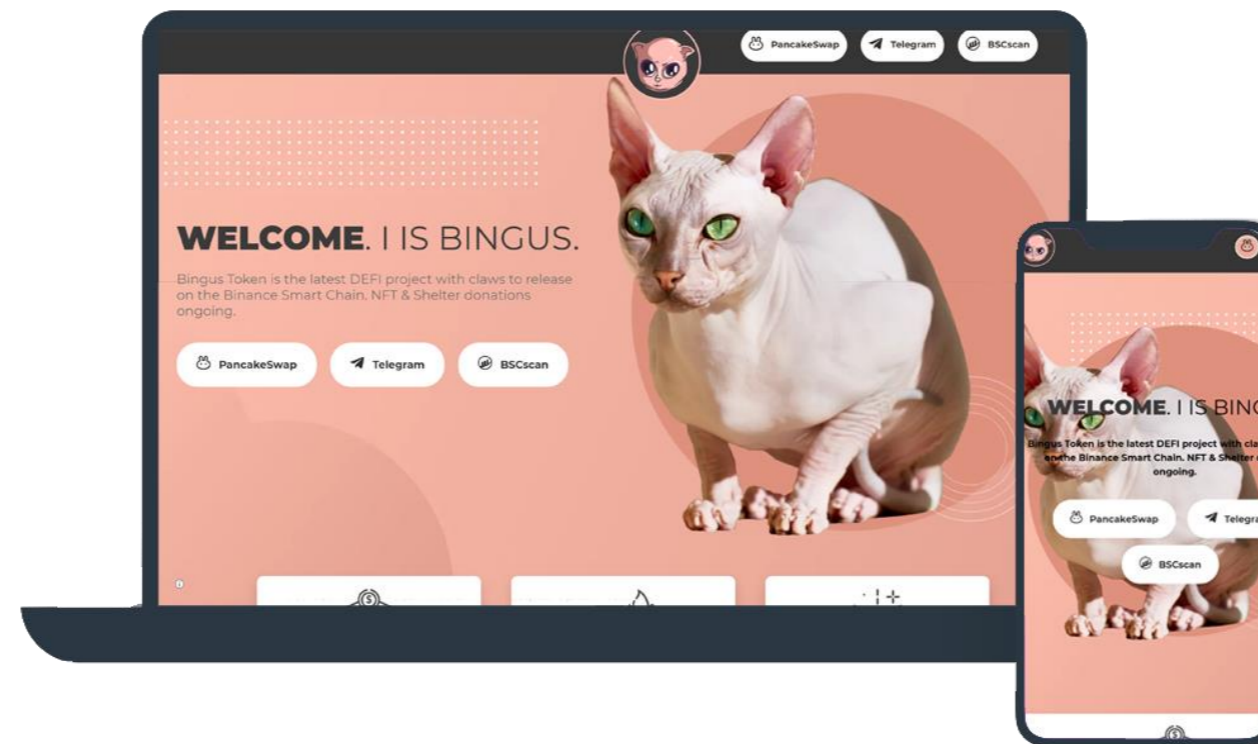 PancakeSwap Telegram BSCscan
WELCOME. I IS BINGUS.
Bingus Token is the latest DEFI project with claws to release
on the Binance Smart Chain. NFT & Shelter donations
ongoing.
PancakeSwap Telegram BSCscan
WELCOME. I IS BING
Bingus Token is the latest DEFI project with cla
on the Binance Smart Chain. NFT & Shelter
ongoing.
PancakeSwap Telegra
BSCscan